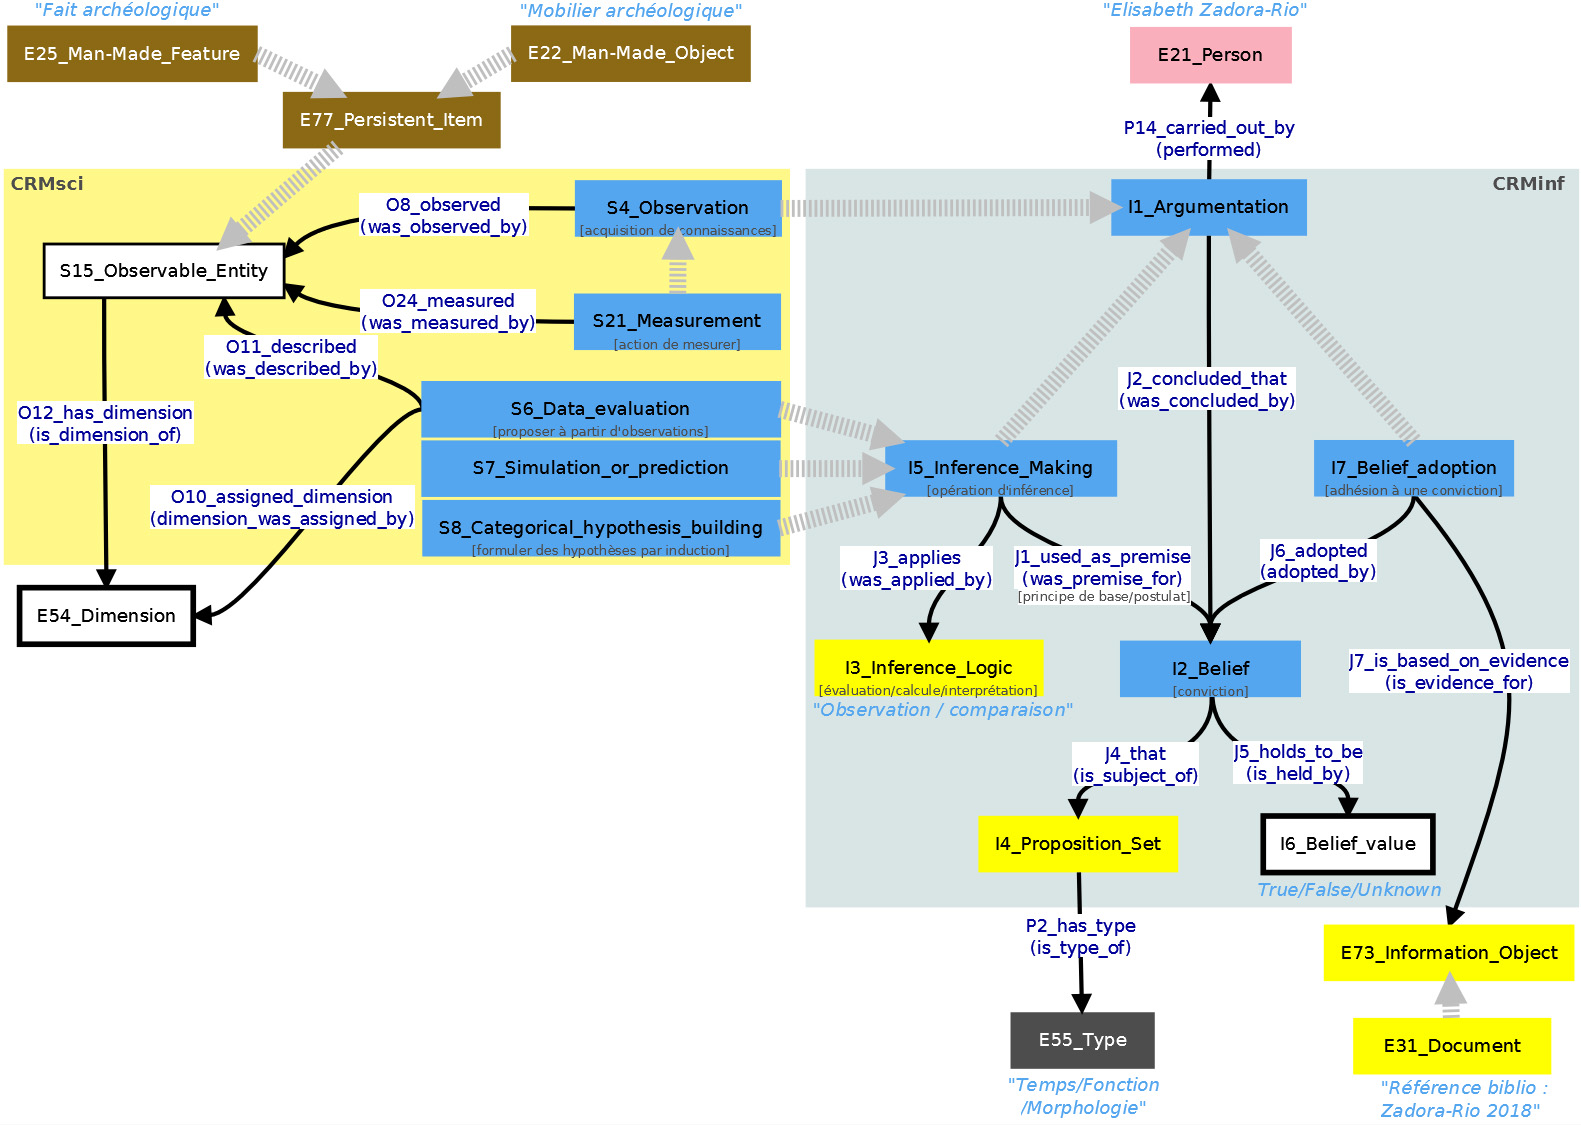 "Fait archéologique"
"Mobilier archéologique"
"Elisabeth Zadora-Rio"
E25_Man-Made_Feature
E22_Man-Made_Object
E21_Person
E77_Persistent_Item
P14_carried_out_by
(performed)
CRMsci
CRMinf
O8_observed
(was_observed_by)
S4_Observation
[acquisition de connaissances]
I1_Argumentation
S15_Observable_Entity
O24_measured
(was_measured_by)
S21_Measurement
[action de mesurer]
O11_described
(was_described_by)
O12_has_dimension
(is_dimension_of)
S6_Data_evaluation
[proposer à partir d'observations]
J2_concluded_that
(was_concluded_by)
S7_Simulation_or_prediction
I5_Inference_Making
[opération d'inférence]
I7_Belief_adoption
[adhésion à une conviction]
O10_assigned_dimension
(dimension_was_assigned_by)
S8_Categorical_hypothesis_building
[formuler des hypothèses par induction]
J3_applies
(was_applied_by)
J1_used_as_premise
(was_premise_for)
[principe de base/postulat]
J6_adopted
(adopted_by)
E54_Dimension
I3_Inference_Logic
[évaluation/calcule/interprétation]
"Observation / comparaison"
I2_Belief
[conviction]
J7_is_based_on_evidence
(is_evidence_for)
J4_that
(is_subject_of)
J5_holds_to_be
(is_held_by)
I4_Proposition_Set
I6_Belief_value
True/False/Unknown
P2_has_type
(is_type_of)
E73_Information_Object
E55_Type
E31_Document
"Temps/Fonction
/Morphologie"
"Référence biblio :
Zadora-Rio 2018"